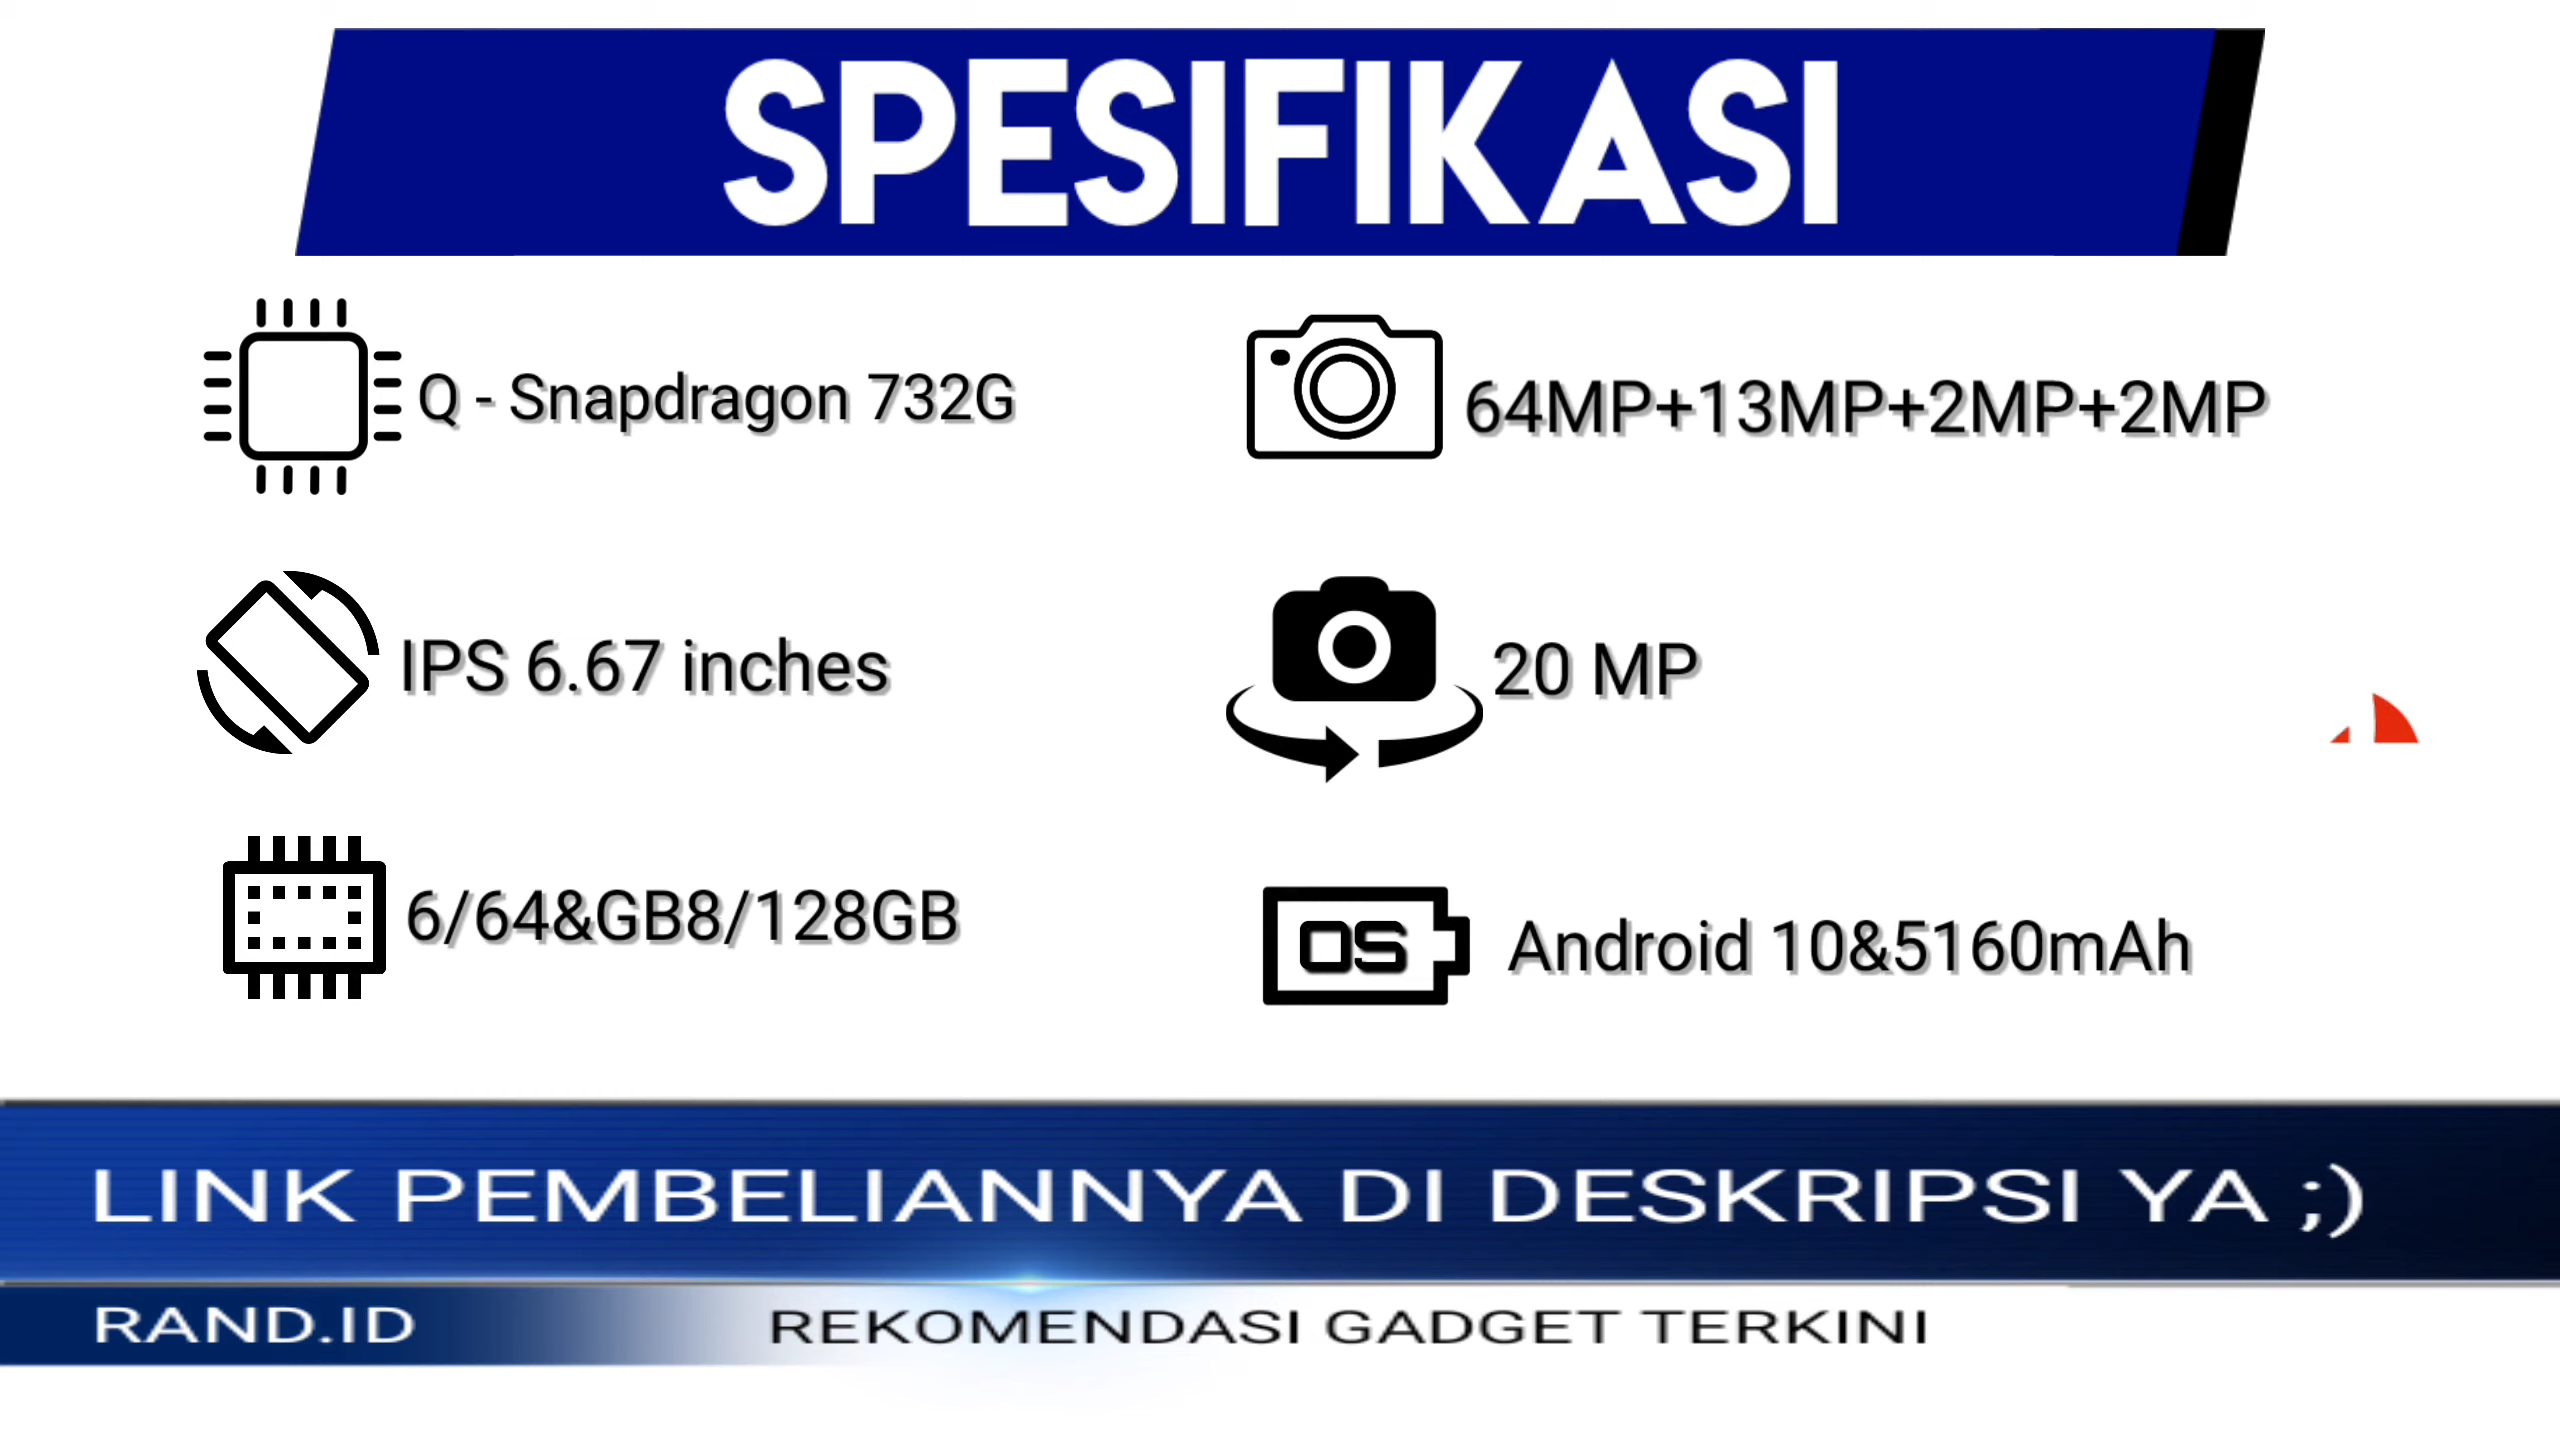 SPESIFIKASI
Q - Snapdragon 732G
64MP+13MP+2MP+2MP
IPS 6.67 inches
20 MP
6/64&GB8/128GB
OS
Android 10&5160mAh
LINK PEMBELIANNYA DI DESKRIPSI YA ;)
RAND.ID
REKOMENDASI GADGET TERKINI